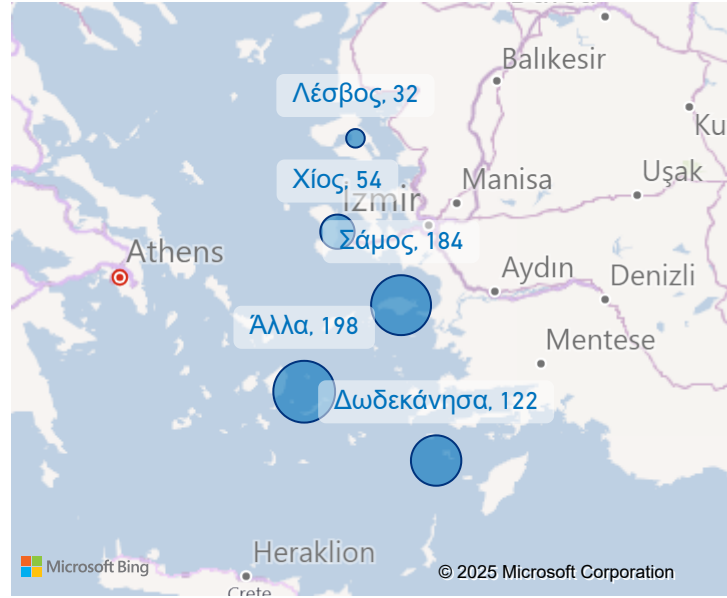 Balıkesir
Λέσβος, 32
Ku
Χίος, 54
Manisa
Uşak
Izmir
Σάμος, 184
Athens
Aydın
Denizli
Άλλα, 198
Mentese
Δωδεκάνησα, 122
Heraklion
Microsoft Bing
© 2025 Microsoft Corporation
Crete